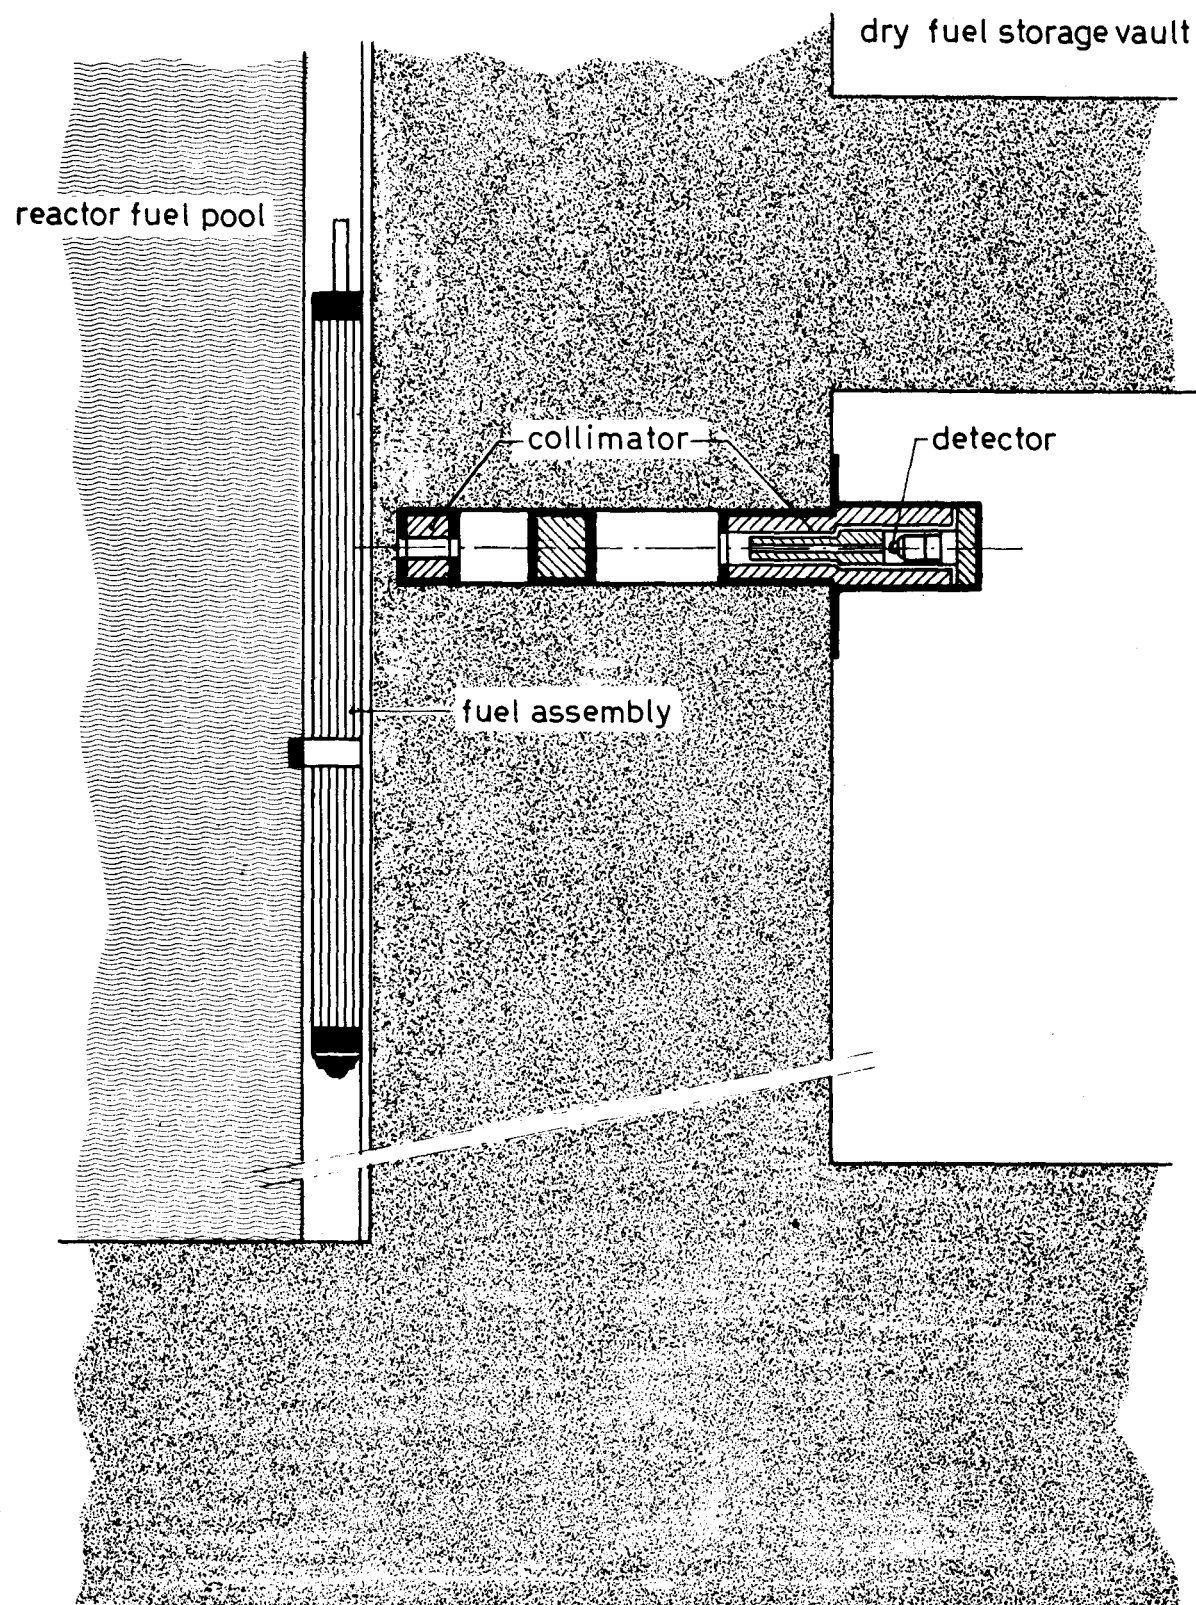 dry fuel storage vault
reactor fuel pool
collimator
detector
fuel assembly